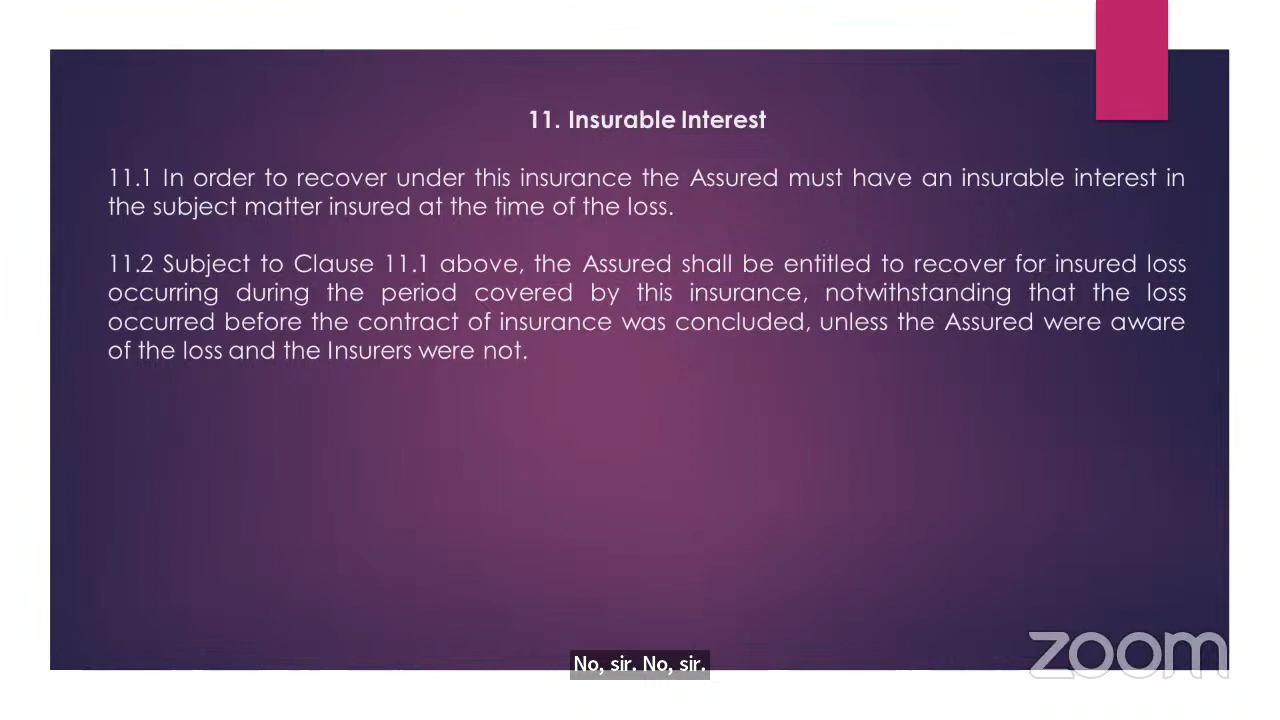 11. Insurable Interest
11.1 In order to recover under this insurance the Assured must have an insurable interest in
the subject matter insured at the time of the loss.
11.2 Subject to Clause 11.1 above, the Assured shall be entitled to recover for insured loss
occurring during the period covered by this insurance, notwithstanding that the loss
occurred before the contract of insurance was concluded, unless the Assured were aware
of the loss and the Insurers were not.
zoom
No, sir. No, sir.